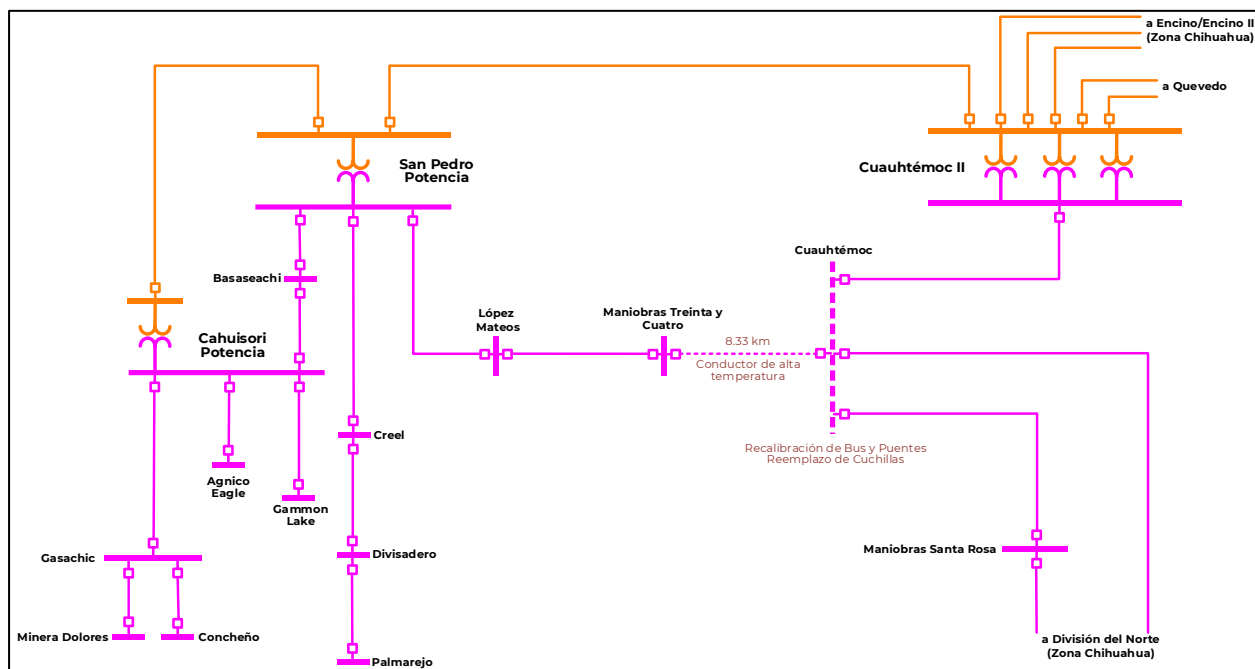 a Encino/Encino II
(Zona Chihuahua)
a Quevedo
San Pedro
Potencia
Cuauhtémoc II
Cuauhtémoc
Basaseachi
López
Mateos
Maniobras Treinta y
Cuatro
Cahuisori
Potencia
8.33 km
Conductor de alta
temperatura
Creel
Recalibración de Bus y Puentes
Reemplazo de Cuchillas
Agnico
Eagle
Gammon
Lake
Gasachic
Divisadero
Maniobras Santa Rosa
Minera Dolores
Concheño
Palmarejo
a División del Norte
(Zona Chihuahua)